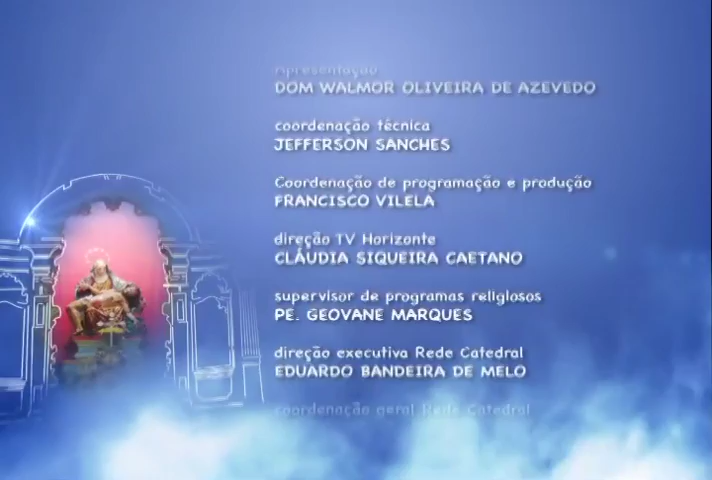 apresentação
DOM WALMOR OLIVEIRA DE AZEVEDO
coordenação técnica
JEFFERSON SANCHES
Coordenação de programação e produção
FRANCISCO VILELA
direção TV Horizonte
CLÁUDIA SIQUEIRA CAETANO
supervisor de programas religiosos
PE. GEOVANE MARQUES
direção executiva Rede Catedral
EDUARDO BANDEIRA DE MELO
coordenação geral Rede Catedral